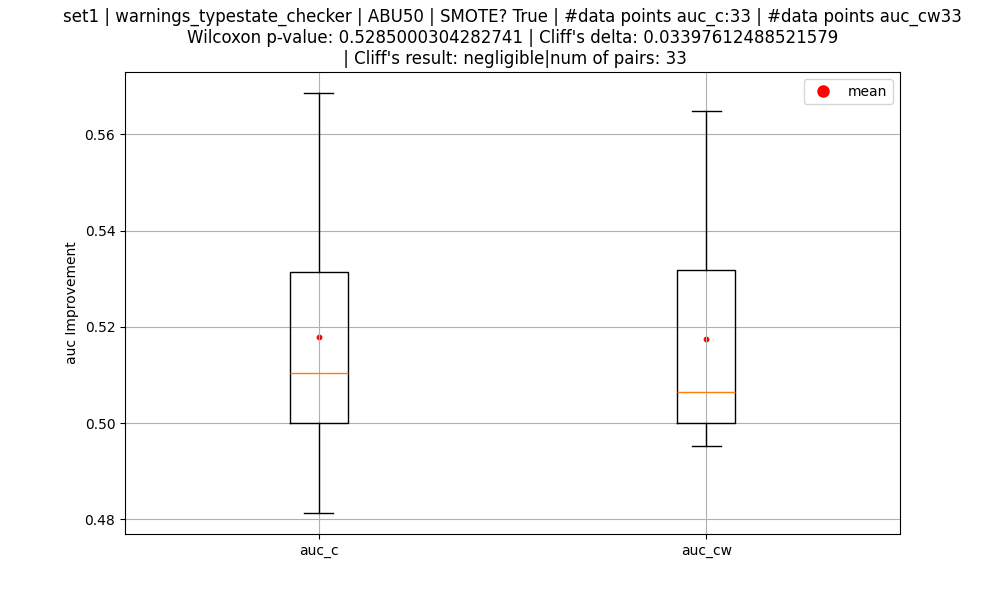 set1 | warnings_typestate_checker | ABU50 | SMOTE? True | #data points auc_c:33 | #data points auc_cw33
Wilcoxon p-value: 0.5285000304282741 | Cliff's delta: 0.03397612488521579
| Cliff's result: negligible|num of pairs: 33
mean
0.56
0.54
0.52
0.50
0.48
auc Improvement
auc_c
auc_cw